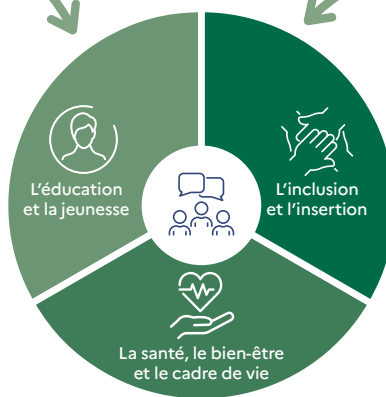 L'éducation
et la jeunesse
L'inclusion
et l'insertion
La santé, le bien-être
et le cadre de vie